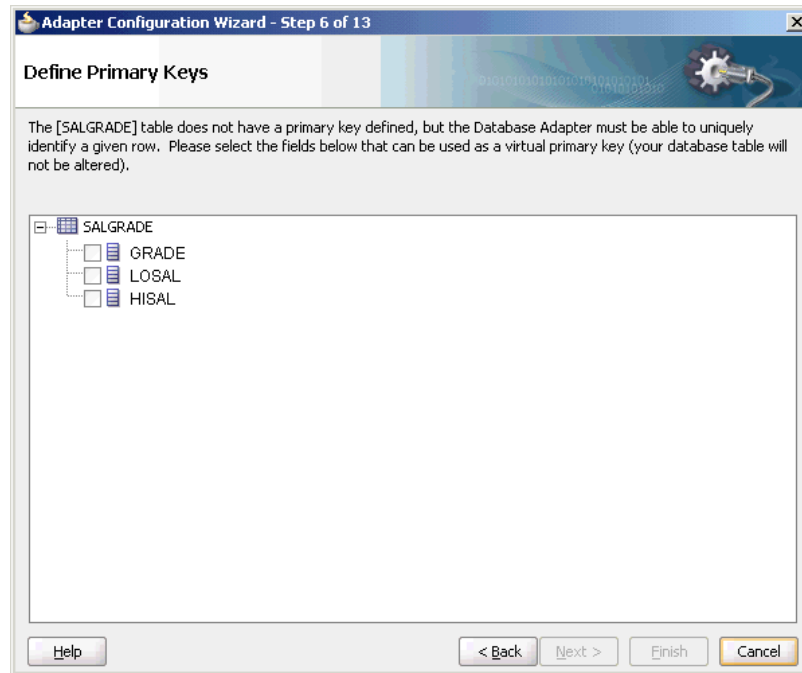 Adapter Configuration Wizard - Step 6 of 13
Define Primary Keys
The [SALGRADE] table does not have a primary key defined, but the Database Adapter must be able to uniquely
identify a given row. Please select the fields below that can be used as a virtual primary key (your database table will
not be altered).
SALGRADE
GRADE
LOSAL
HISAL
Help
< Back
Next >
Finish
Cancel